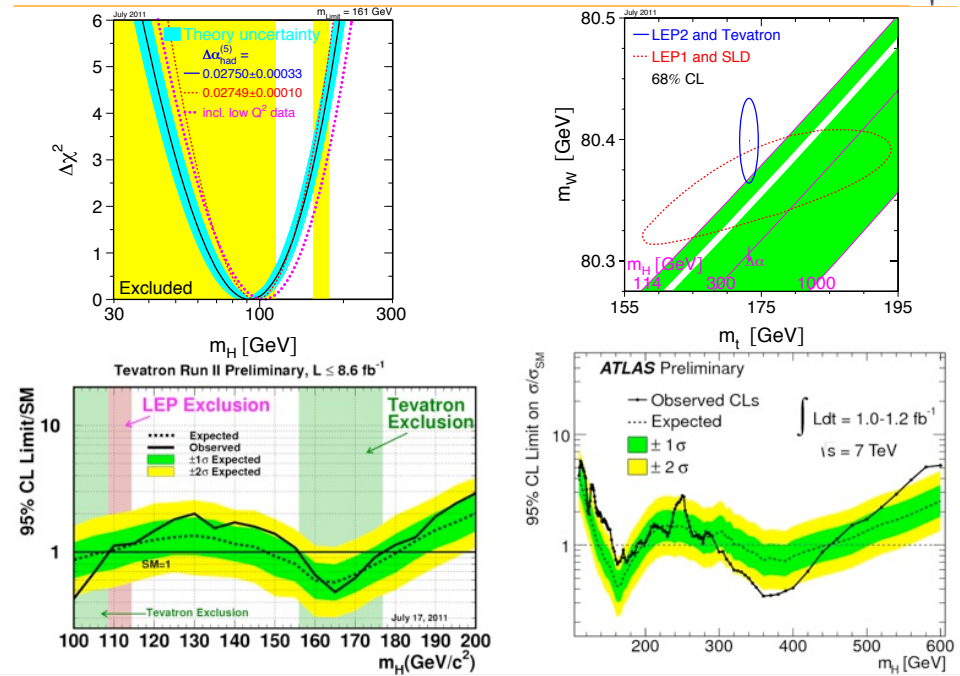 July 2011
m_Limit = 161 GeV
6
5
4
3
2
1
0
Δχ²
Theory uncertainty
Δα_had^(5) =
0.02750±0.00033
0.02749±0.00010
incl. low Q² data
Excluded
30
100
300
m_H [GeV]
July 2011
80.5
80.4
80.3
m_W [GeV]
LEP2 and Tevatron
LEP1 and SLD
68% CL
Δα
m_H [GeV]
114
300
1000
155
175
195
m_t [GeV]
Tevatron Run II Preliminary, L ≤ 8.6 fb⁻¹
95% CL Limit/SM
10
1
LEP Exclusion
Tevatron
Exclusion
Expected
Observed
±1σ Expected
±2σ Expected
SM=1
Tevatron Exclusion
July 17, 2011
100 110 120 130 140 150 160 170 180 190 200
m_H(GeV/c²)
95% CL Limit on σ/σ_SM
10
1
ATLAS Preliminary
Observed CLs
Expected
± 1σ
± 2 σ
∫ Ldt = 1.0-1.2 fb⁻¹
√s = 7 TeV
200 300 400 500 600
m_H [GeV]